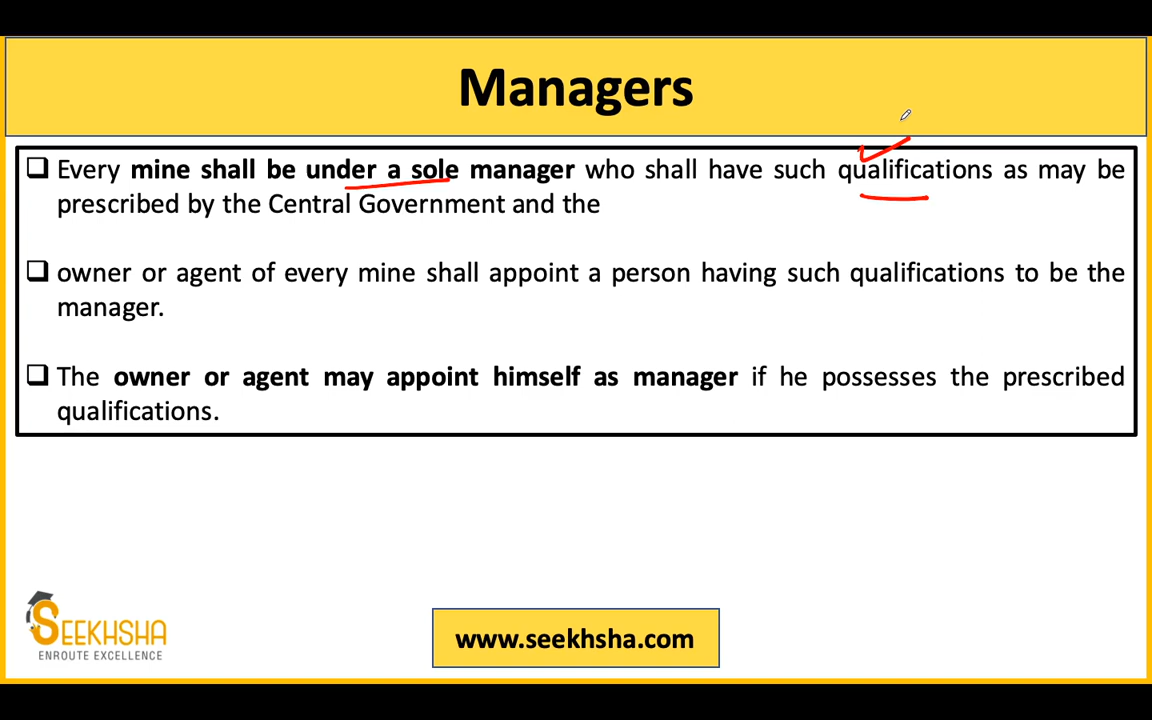 Managers
❑ Every mine shall be under a sole manager who shall have such qualifications as may be
prescribed by the Central Government and the
❑ owner or agent of every mine shall appoint a person having such qualifications to be the
manager.
❑ The owner or agent may appoint himself as manager if he possesses the prescribed
qualifications.
SEEKHSHA
ENROUTE EXCELLENCE
www.seekhsha.com